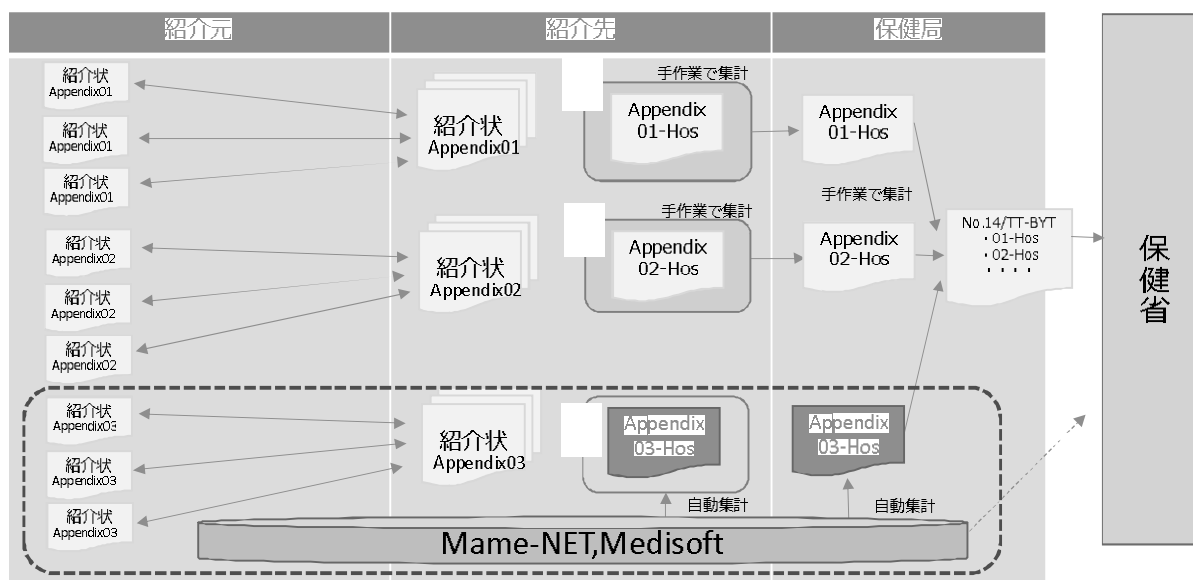 紹介元
紹介先
保健局
保健省
紹介状
Appendix01
紹介状
Appendix01
紹介状
Appendix01
紹介状
Appendix01
手作業で集計
Appendix
01-Hos
Appendix
01-Hos
紹介状
Appendix02
紹介状
Appendix02
紹介状
Appendix02
紹介状
Appendix02
手作業で集計
Appendix
02-Hos
手作業で集計
Appendix
02-Hos
No.14/TT-BYT
・01-Hos
・02-Hos
・・・・
紹介状
Appendix03
紹介状
Appendix03
紹介状
Appendix03
紹介状
Appendix03
Appendix
03-Hos
自動集計
Appendix
03-Hos
自動集計
Mame-NET,Medisoft